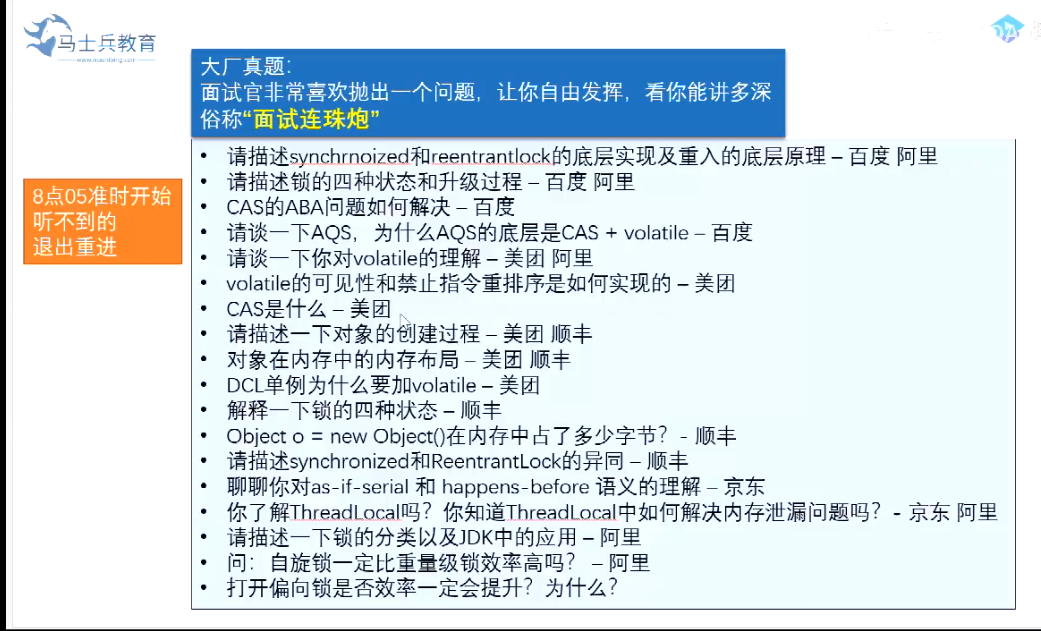 马士兵教育
大厂真题：
面试官非常喜欢抛出一个问题，让你自由发挥，看你能讲多深
俗称“面试连珠炮”
8点05准时开始
听不到的
退出重进
• 请描述synchrnoized和reentrantlock的底层实现及重入的底层原理 – 百度 阿里
• 请描述锁的四种状态和升级过程 – 百度 阿里
• CAS的ABA问题如何解决 – 百度
• 请谈一下AQS，为什么AQS的底层是CAS + volatile – 百度
• 请谈一下你对volatile的理解 – 美团 阿里
• volatile的可见性和禁止指令重排序是如何实现的 – 美团
• CAS是什么 – 美团
• 请描述一下对象的创建过程 – 美团 顺丰
• 对象在内存中的内存布局 – 美团 顺丰
• DCL单例为什么要加volatile – 美团
• 解释一下锁的四种状态 – 顺丰
• Object o = new Object()在内存中占了多少字节？- 顺丰
• 请描述synchronized和ReentrantLock的异同 – 顺丰
• 聊聊你对as-if-serial 和 happens-before 语义的理解 – 京东
• 你了解ThreadLocal吗？你知道ThreadLocal中如何解决内存泄漏问题吗？- 京东 阿里
• 请描述一下锁的分类以及JDK中的应用 – 阿里
• 问：自旋锁一定比重量级锁效率高吗？ – 阿里
• 打开偏向锁是否效率一定会提升？为什么？